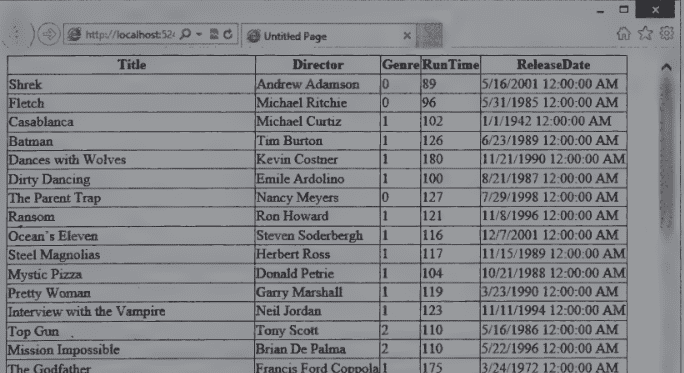 http://localhost:524
Untitled Page
Title Director Genre RunTime ReleaseDate
Shrek Andrew Adamson 0 89 5/16/2001 12:00:00 AM
Fletch Michael Ritchie 0 96 5/31/1985 12:00:00 AM
Casablanca Michael Curtiz 1 102 1/1/1942 12:00:00 AM
Batman Tim Burton 1 126 6/23/1989 12:00:00 AM
Dances with Wolves Kevin Costner 1 180 11/21/1990 12:00:00 AM
Dirty Dancing Emile Ardolino 1 100 8/21/1987 12:00:00 AM
The Parent Trap Nancy Meyers 0 127 7/29/1998 12:00:00 AM
Ransom Ron Howard 1 121 11/8/1996 12:00:00 AM
Ocean's Eleven Steven Soderbergh 1 116 12/7/2001 12:00:00 AM
Steel Magnolias Herbert Ross 1 117 11/15/1989 12:00:00 AM
Mystic Pizza Donald Petrie 1 104 10/21/1988 12:00:00 AM
Pretty Woman Garry Marshall 1 119 3/23/1990 12:00:00 AM
Interview with the Vampire Neil Jordan 1 123 11/11/1994 12:00:00 AM
Top Gun Tony Scott 2 110 5/16/1986 12:00:00 AM
Mission Impossible Brian De Palma 2 110 5/22/1996 12:00:00 AM
The Godfather Francis Ford Coppola 1 175 3/24/1972 12:00:00 AM